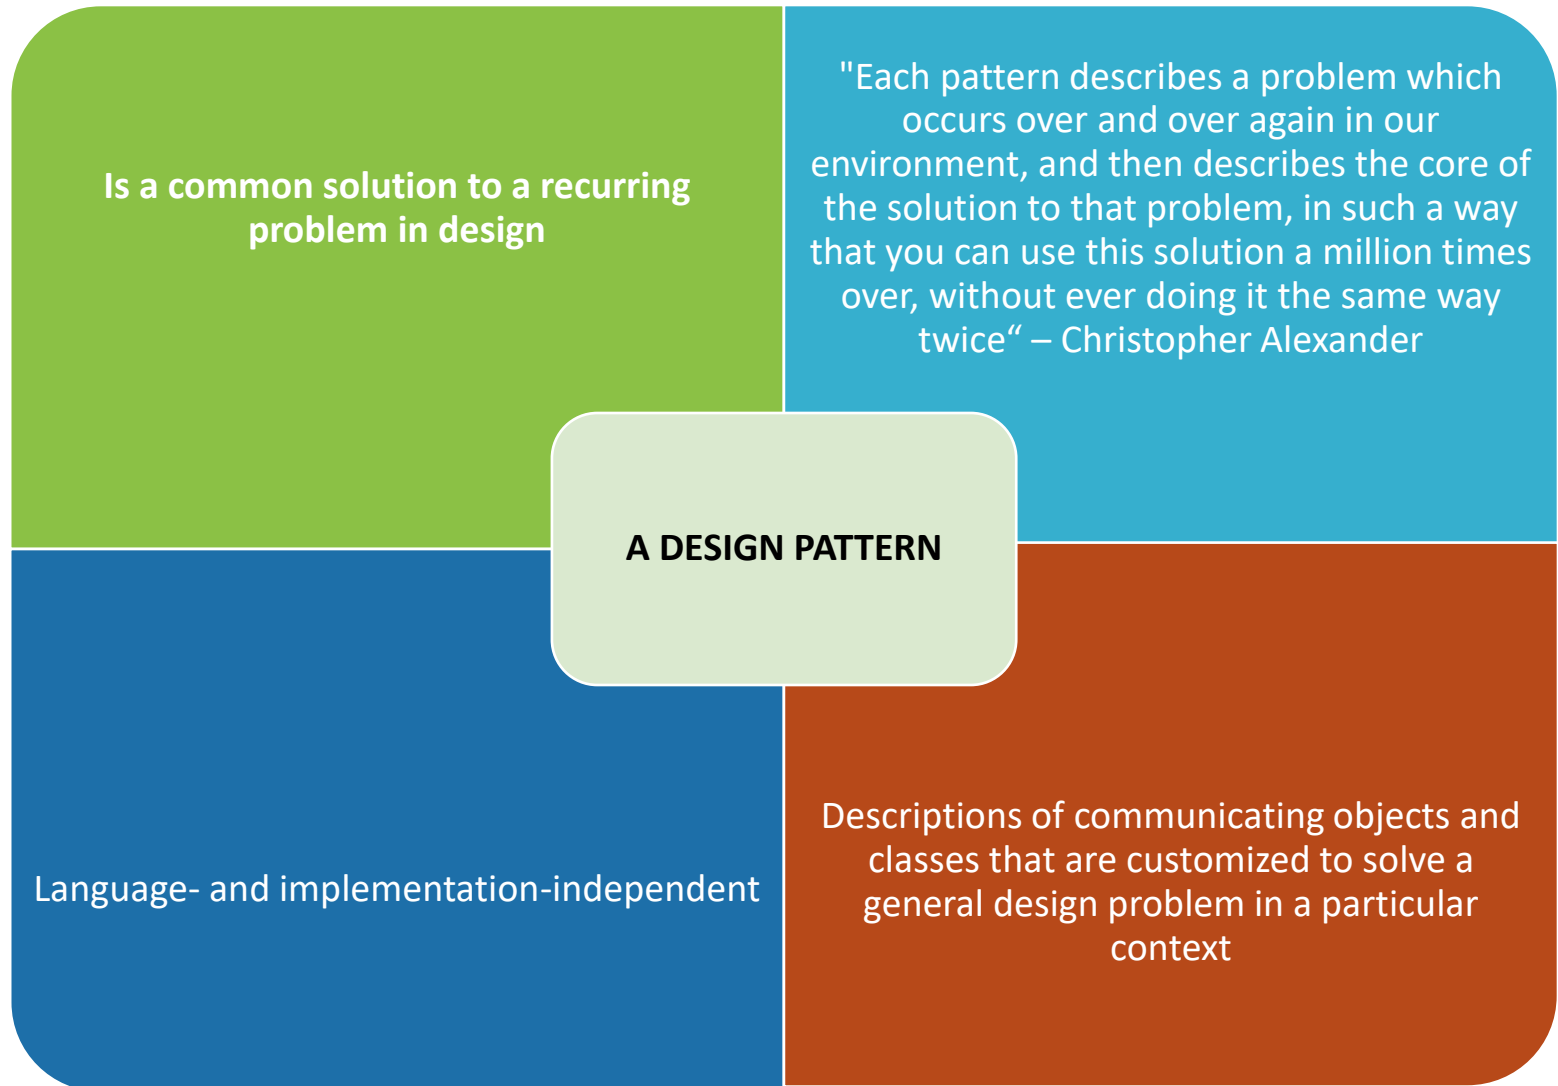 Is a common solution to a recurring
problem in design
"Each pattern describes a problem which
occurs over and over again in our
environment, and then describes the core of
the solution to that problem, in such a way
that you can use this solution a million times
over, without ever doing it the same way
twice“ – Christopher Alexander
A DESIGN PATTERN
Language- and implementation-independent
Descriptions of communicating objects and
classes that are customized to solve a
general design problem in a particular
context